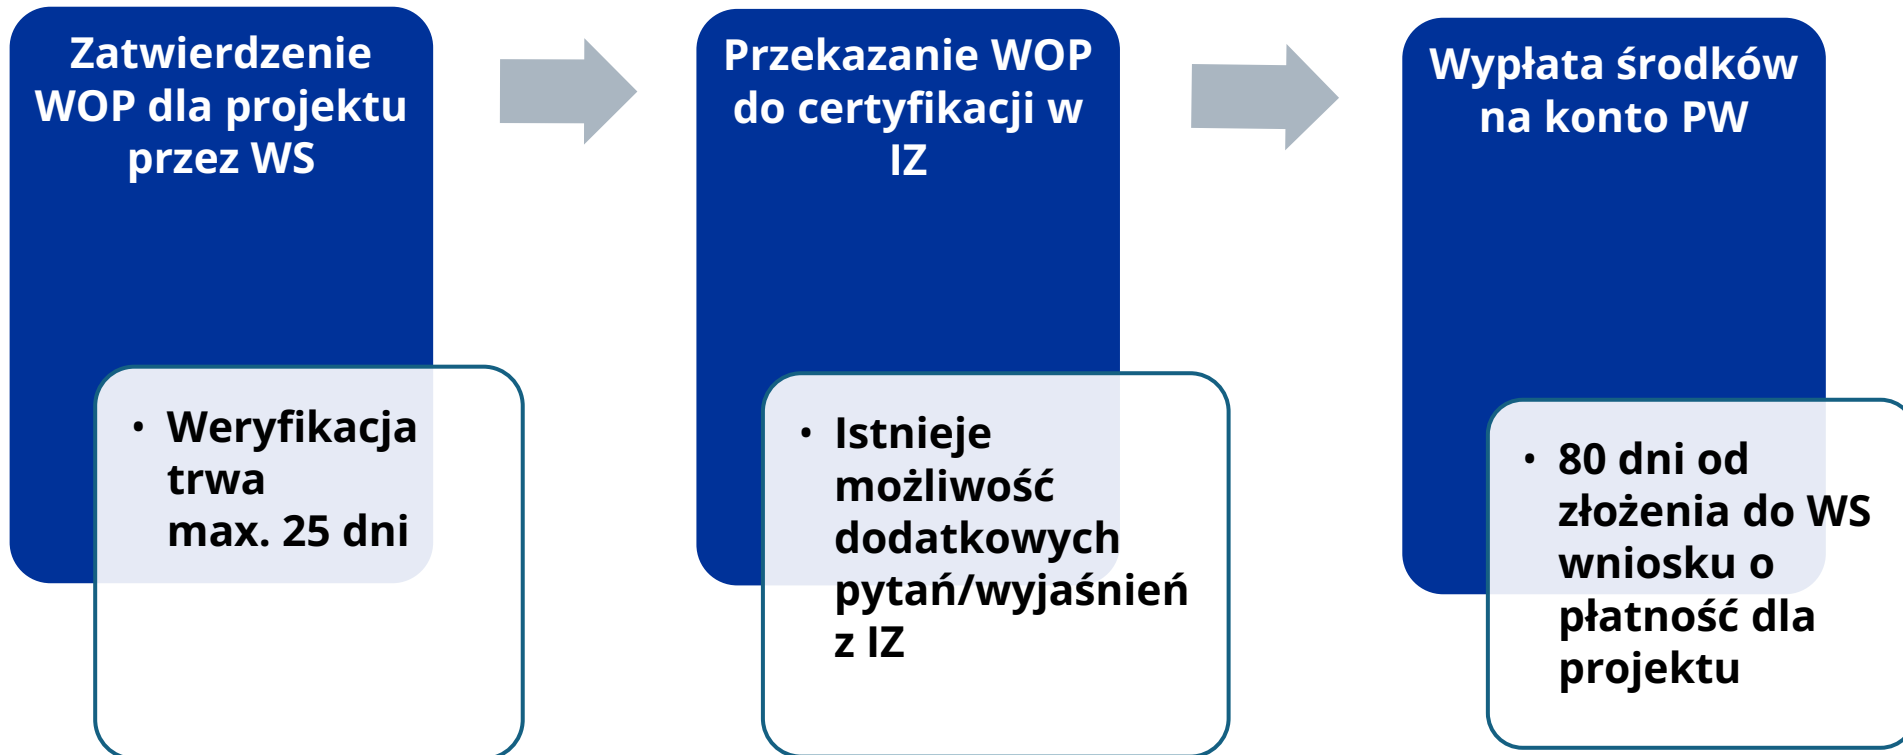 Zatwierdzenie
WOP dla projektu
przez WS
• Weryfikacja
trwa
max. 25 dni
Przekazanie WOP
do certyfikacji w
IZ
• Istnieje
możliwość
dodatkowych
pytań/wyjaśnień
z IZ
Wypłata środków
na konto PW
• 80 dni od
złożenia do WS
wniosku o
płatność dla
projektu